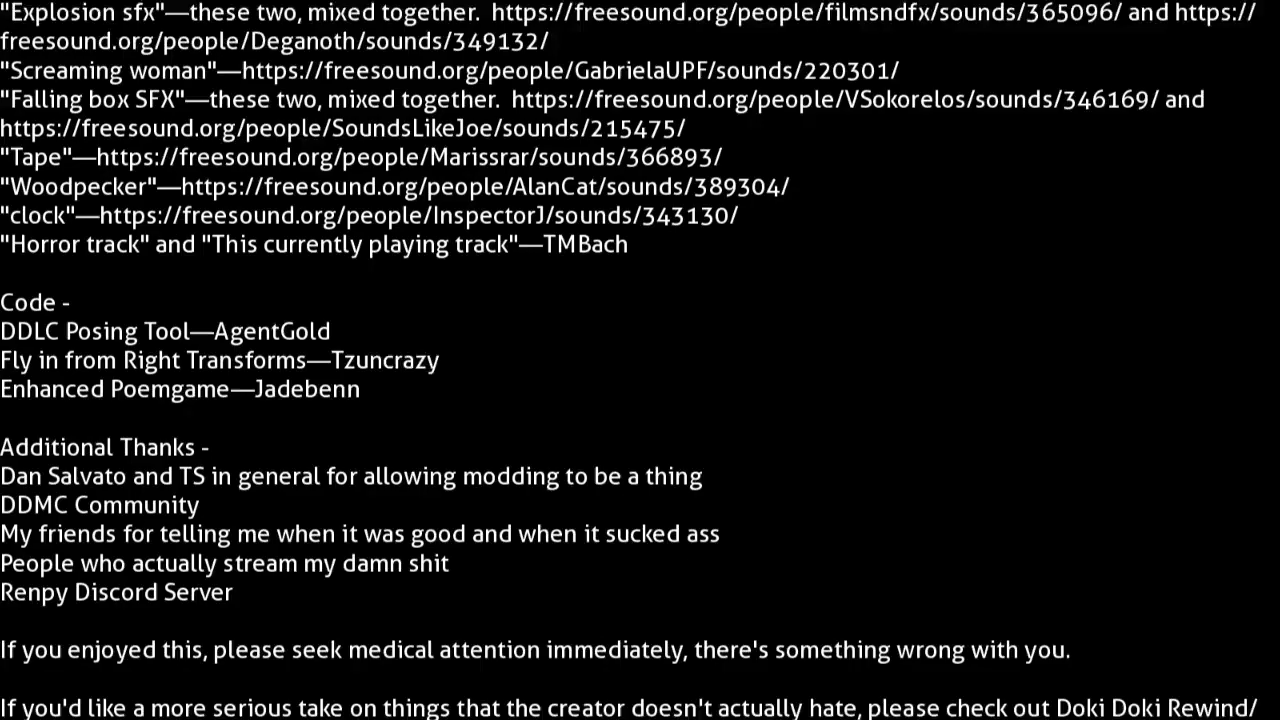 "Explosion sfx"—these two, mixed together.  https://freesound.org/people/filmsndfx/sounds/365096/ and https://
freesound.org/people/Deganoth/sounds/349132/
"Screaming woman"—https://freesound.org/people/GabrielaUPF/sounds/220301/
"Falling box SFX"—these two, mixed together.  https://freesound.org/people/VSokorelos/sounds/346169/ and
https://freesound.org/people/SoundsLikeJoe/sounds/215475/
"Tape"—https://freesound.org/people/Marissrar/sounds/366893/
"Woodpecker"—https://freesound.org/people/AlanCat/sounds/389304/
"clock"—https://freesound.org/people/InspectorJ/sounds/343130/
"Horror track" and "This currently playing track"—TMBach
Code -
DDLC Posing Tool—AgentGold
Fly in from Right Transforms—Tzuncrazy
Enhanced Poemgame—Jadebenn
Additional Thanks -
Dan Salvato and TS in general for allowing modding to be a thing
DDMC Community
My friends for telling me when it was good and when it sucked ass
People who actually stream my damn shit
Renpy Discord Server
If you enjoyed this, please seek medical attention immediately, there's something wrong with you.
If you'd like a more serious take on things that the creator doesn't actually hate, please check out Doki Doki Rewind/